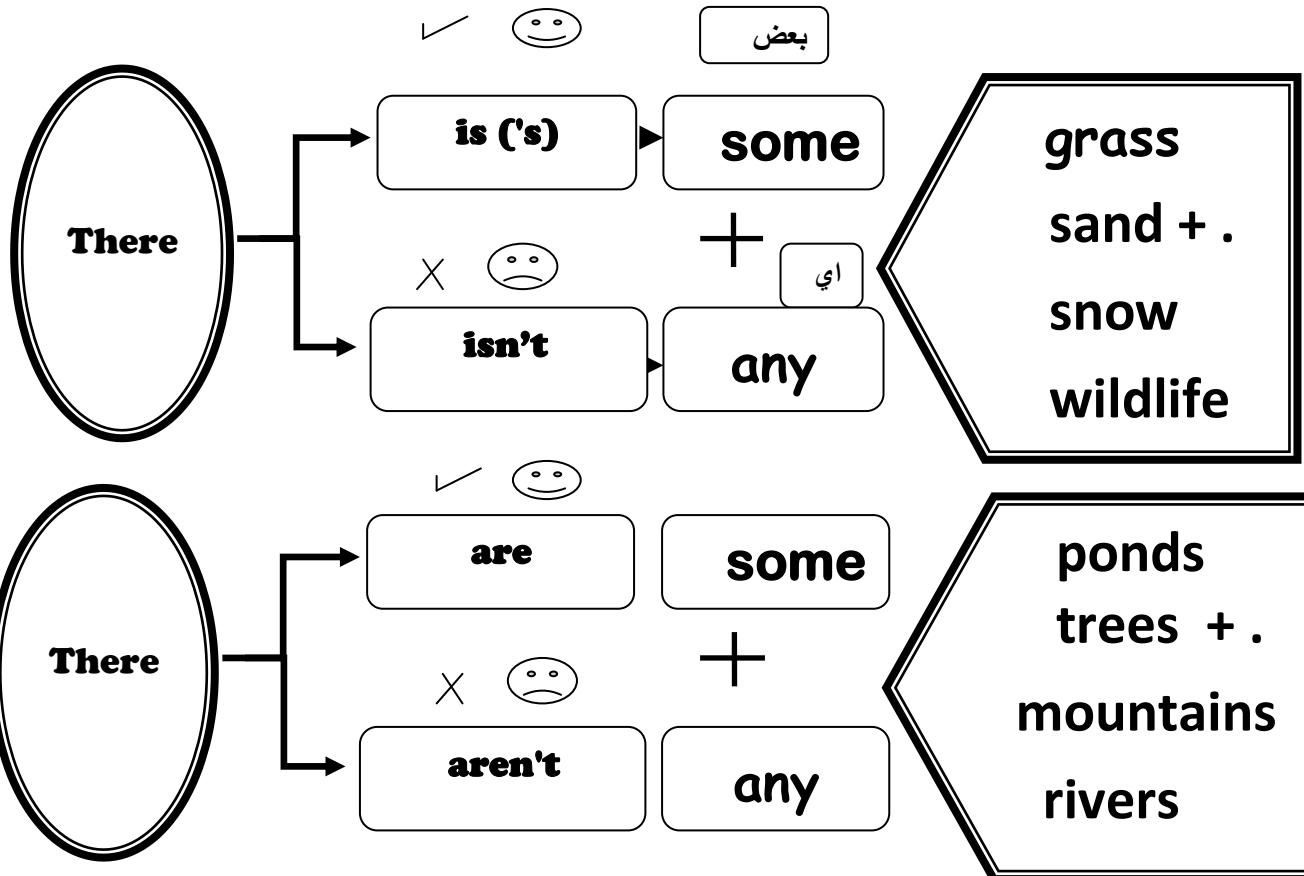 بعض
There
is ('s)
some
اي
isn’t
any
grass
sand + .
snow
wildlife
There
are
some
aren't
any
ponds
trees + .
mountains
rivers